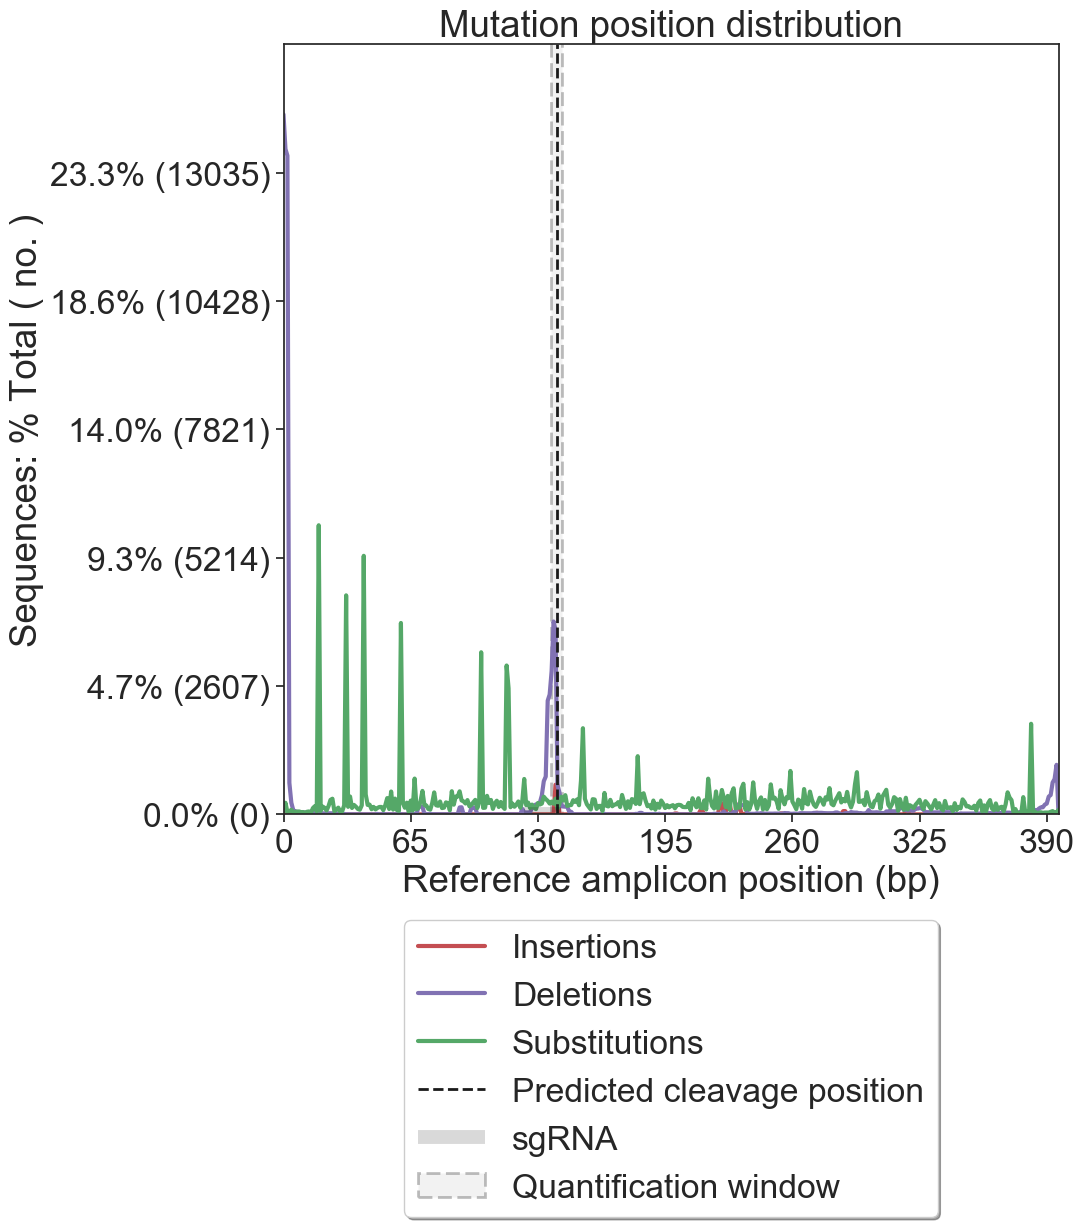 Mutation position distribution
Sequences: % Total ( no. )
23.3% (13035)
18.6% (10428)
14.0% (7821)
9.3% (5214)
4.7% (2607)
0.0% (0)
0 65 130 195 260 325 390
Reference amplicon position (bp)
Insertions
Deletions
Substitutions
Predicted cleavage position
sgRNA
Quantification window